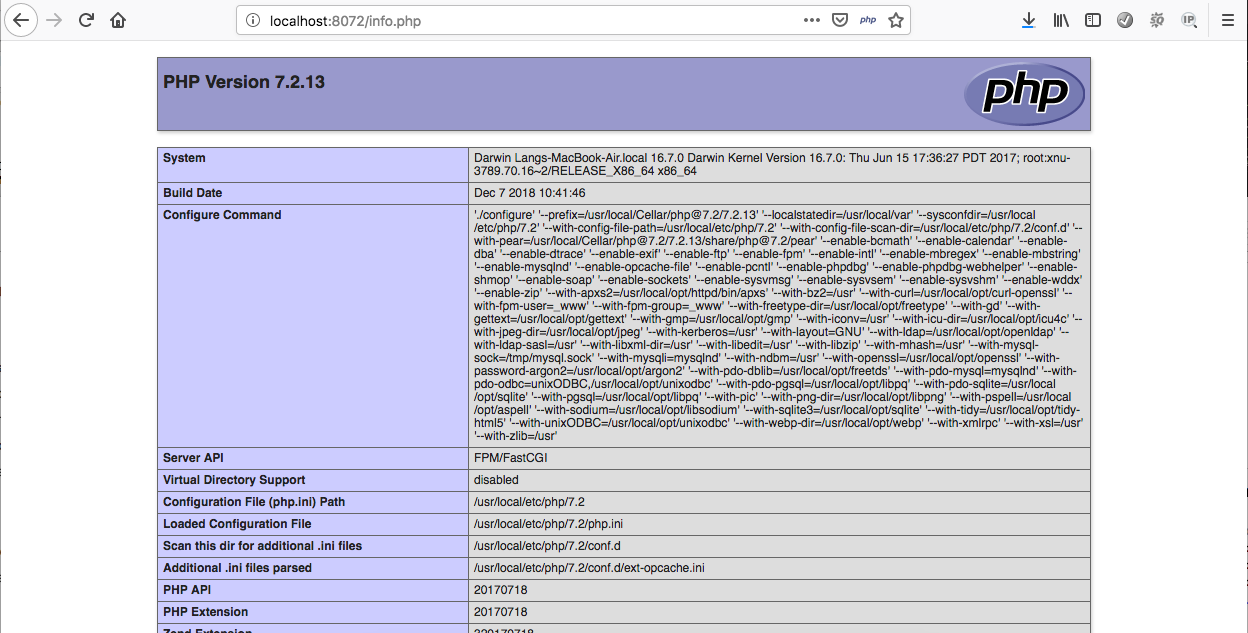 localhost:8072/info.php
php
IP
PHP Version 7.2.13
php
System
Darwin Langs-MacBook-Air.local 16.7.0 Darwin Kernel Version 16.7.0: Thu Jun 15 17:36:27 PDT 2017; root:xnu-
3789.70.16~2/RELEASE_X86_64 x86_64
Build Date
Dec 7 2018 10:41:46
Configure Command
'./configure' '--prefix=/usr/local/Cellar/php@7.2/7.2.13' '--localstatedir=/usr/local/var' '--sysconfdir=/usr/local
/etc/php/7.2' '--with-config-file-path=/usr/local/etc/php/7.2' '--with-config-file-scan-dir=/usr/local/etc/php/7.2/conf.d' '--
with-pear=/usr/local/Cellar/php@7.2/7.2.13/share/php@7.2/pear' '--enable-bcmath' '--enable-calendar' '--enable-
dba' '--enable-dtrace' '--enable-exif' '--enable-ftp' '--enable-fpm' '--enable-intl' '--enable-mbregex' '--enable-mbstring'
'--enable-mysqlnd' '--enable-opcache-file' '--enable-pcntl' '--enable-phpdbg' '--enable-phpdbg-webhelper' '--enable-
shmop' '--enable-soap' '--enable-sockets' '--enable-sysvmsg' '--enable-sysvsem' '--enable-sysvshm' '--enable-wddx'
'--enable-zip' '--with-apxs2=/usr/local/opt/httpd/bin/apxs' '--with-bz2=/usr' '--with-curl=/usr/local/opt/curl-openssl' '--
with-fpm-user=_www' '--with-fpm-group=_www' '--with-freetype-dir=/usr/local/opt/freetype' '--with-gd' '--with-
gettext=/usr/local/opt/gettext' '--with-gmp=/usr/local/opt/gmp' '--with-iconv=/usr' '--with-icu-dir=/usr/local/opt/icu4c' '--
with-jpeg-dir=/usr/local/opt/jpeg' '--with-kerberos=/usr' '--with-layout=GNU' '--with-ldap=/usr/local/opt/openldap' '--
with-ldap-sasl=/usr' '--with-libxml-dir=/usr' '--with-libedit=/usr' '--with-libzip' '--with-mhash=/usr' '--with-mysql-
sock=/tmp/mysql.sock' '--with-mysqli=mysqlnd' '--with-ndbm=/usr' '--with-openssl=/usr/local/opt/openssl' '--with-
password-argon2=/usr/local/opt/argon2' '--with-pdo-dblib=/usr/local/opt/freetds' '--with-pdo-mysql=mysqlnd' '--with-
pdo-odbc=unixODBC,/usr/local/opt/unixodbc' '--with-pdo-pgsql=/usr/local/opt/libpq' '--with-pdo-sqlite=/usr/local
/opt/sqlite' '--with-pgsql=/usr/local/opt/libpq' '--with-pic' '--with-png-dir=/usr/local/opt/libpng' '--with-pspell=/usr/local
/opt/aspell' '--with-sodium=/usr/local/opt/libsodium' '--with-sqlite3=/usr/local/opt/sqlite' '--with-tidy=/usr/local/opt/tidy-
html5' '--with-unixODBC=/usr/local/opt/unixodbc' '--with-webp-dir=/usr/local/opt/webp' '--with-xmlrpc' '--with-xsl=/usr'
'--with-zlib=/usr'
Server API
FPM/FastCGI
Virtual Directory Support
disabled
Configuration File (php.ini) Path
/usr/local/etc/php/7.2
Loaded Configuration File
/usr/local/etc/php/7.2/php.ini
Scan this dir for additional .ini files
/usr/local/etc/php/7.2/conf.d
Additional .ini files parsed
/usr/local/etc/php/7.2/conf.d/ext-opcache.ini
PHP API
20170718
PHP Extension
20170718
Zend Extension
320170718